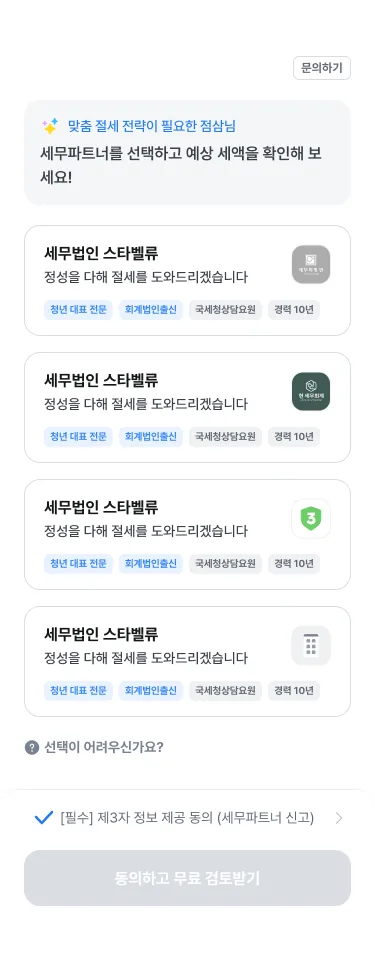 문의하기
맞춤 절세 전략이 필요한 점삼님
세무파트너를 선택하고 예상 세액을 확인해 보
세요!
세무법인 스타벨류
정성을 다해 절세를 도와드리겠습니다
청년 대표 전문 회계법인출신 국세청상담요원 경력 10년
세무법인 스타벨류
정성을 다해 절세를 도와드리겠습니다
현 세무회계
청년 대표 전문 회계법인출신 국세청상담요원 경력 10년
세무법인 스타벨류
정성을 다해 절세를 도와드리겠습니다
3
청년 대표 전문 회계법인출신 국세청상담요원 경력 10년
세무법인 스타벨류
정성을 다해 절세를 도와드리겠습니다
청년 대표 전문 회계법인출신 국세청상담요원 경력 10년
? 선택이 어려우신가요?
[필수] 제3자 정보 제공 동의 (세무파트너 신고)
동의하고 무료 검토받기